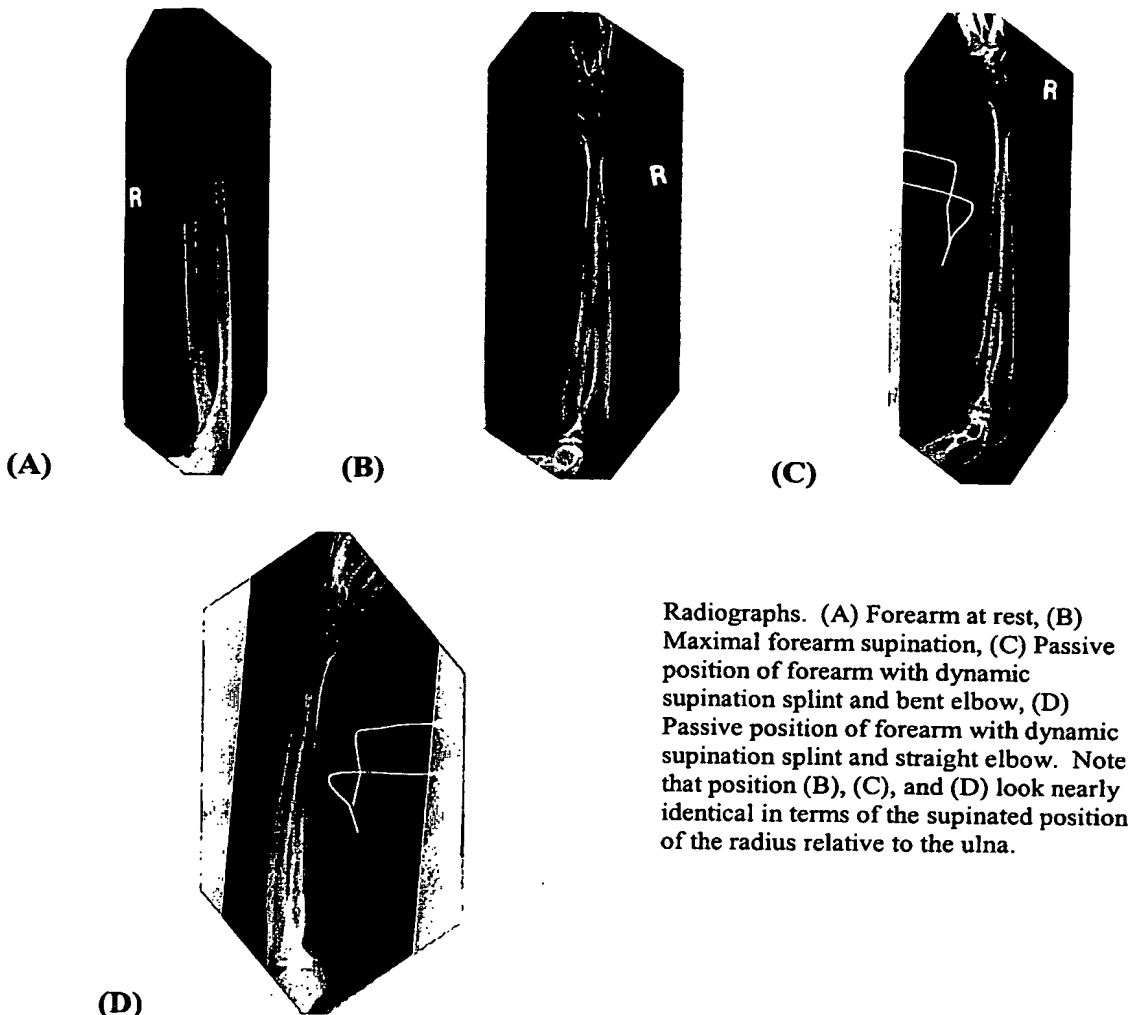 R
R
R
(A)
(B)
(C)
Radiographs. (A) Forearm at rest, (B)
Maximal forearm supination, (C) Passive
position of forearm with dynamic
supination splint and bent elbow, (D)
Passive position of forearm with dynamic
supination splint and straight elbow. Note
that position (B), (C), and (D) look nearly
identical in terms of the supinated position
of the radius relative to the ulna.
(D)